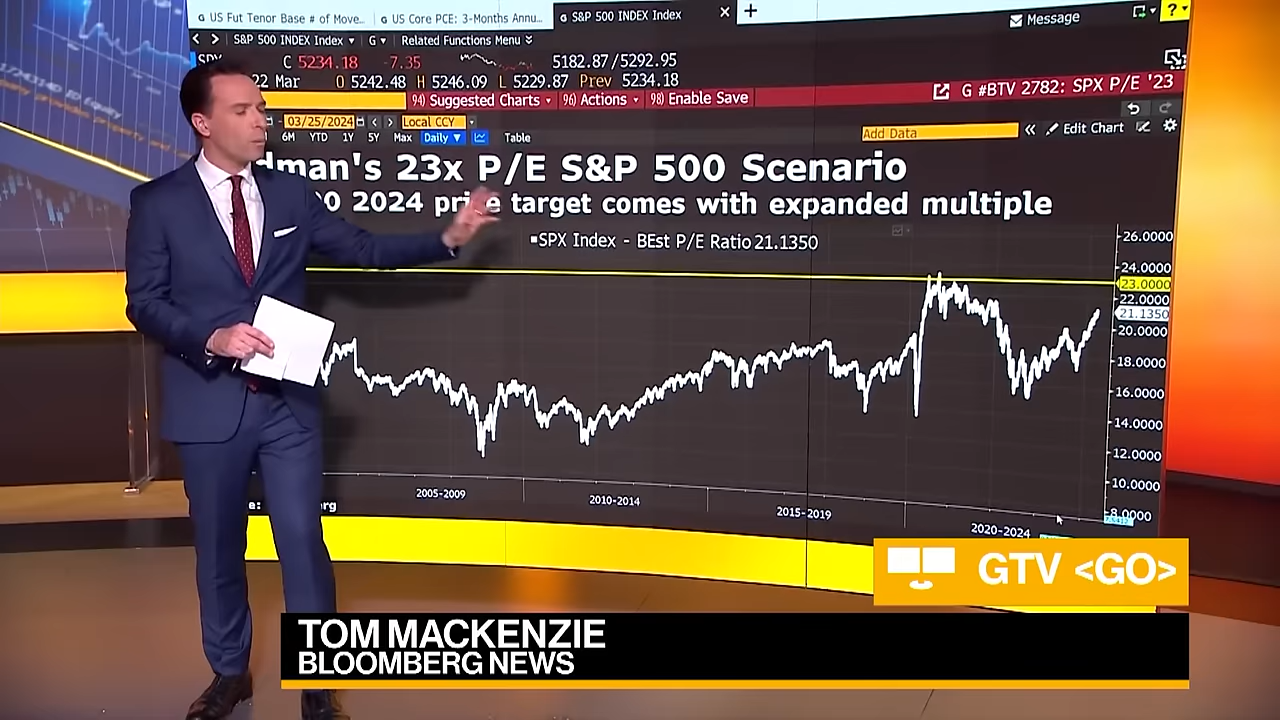 G US Fut Tenor Base # of Move...
G US Core PCE: 3-Months Annu...
G S&P 500 INDEX Index
Message
S&P 500 INDEX Index
G
Related Functions Menu
C 5234.18 -7.35
5182.87/5292.95
22 Mar O 5242.48 H 5246.09 L 5229.87 Prev 5234.18
94) Suggested Charts
96) Actions
98) Enable Save
G #BTV 2782: SPX P/E '23
03/25/2024
Local CCY
6M YTD 1Y 5Y Max Daily ▼ Table
Add Data
« Edit Chart
dman's 23x P/E S&P 500 Scenario
00 2024 price target comes with expanded multiple
SPX Index - BEst P/E Ratio 21.1350
26.0000
24.0000
23.0000
22.0000
21.1350
20.0000
18.0000
16.0000
14.0000
12.0000
10.0000
8.0000
2005-2009
2010-2014
2015-2019
2020-2024
GTV <GO>
TOM MACKENZIE
BLOOMBERG NEWS